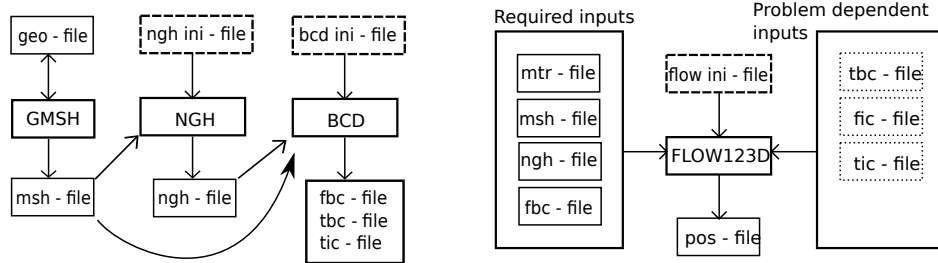 geo - file
ngh ini - file
bcd ini - file
GMSH
NGH
BCD
msh - file
ngh - file
fbc - file
tbc - file
tic - file
Required inputs
mtr - file
msh - file
ngh - file
fbc - file
flow ini - file
FLOW123D
pos - file
Problem dependent
inputs
tbc - file
fic - file
tic - file